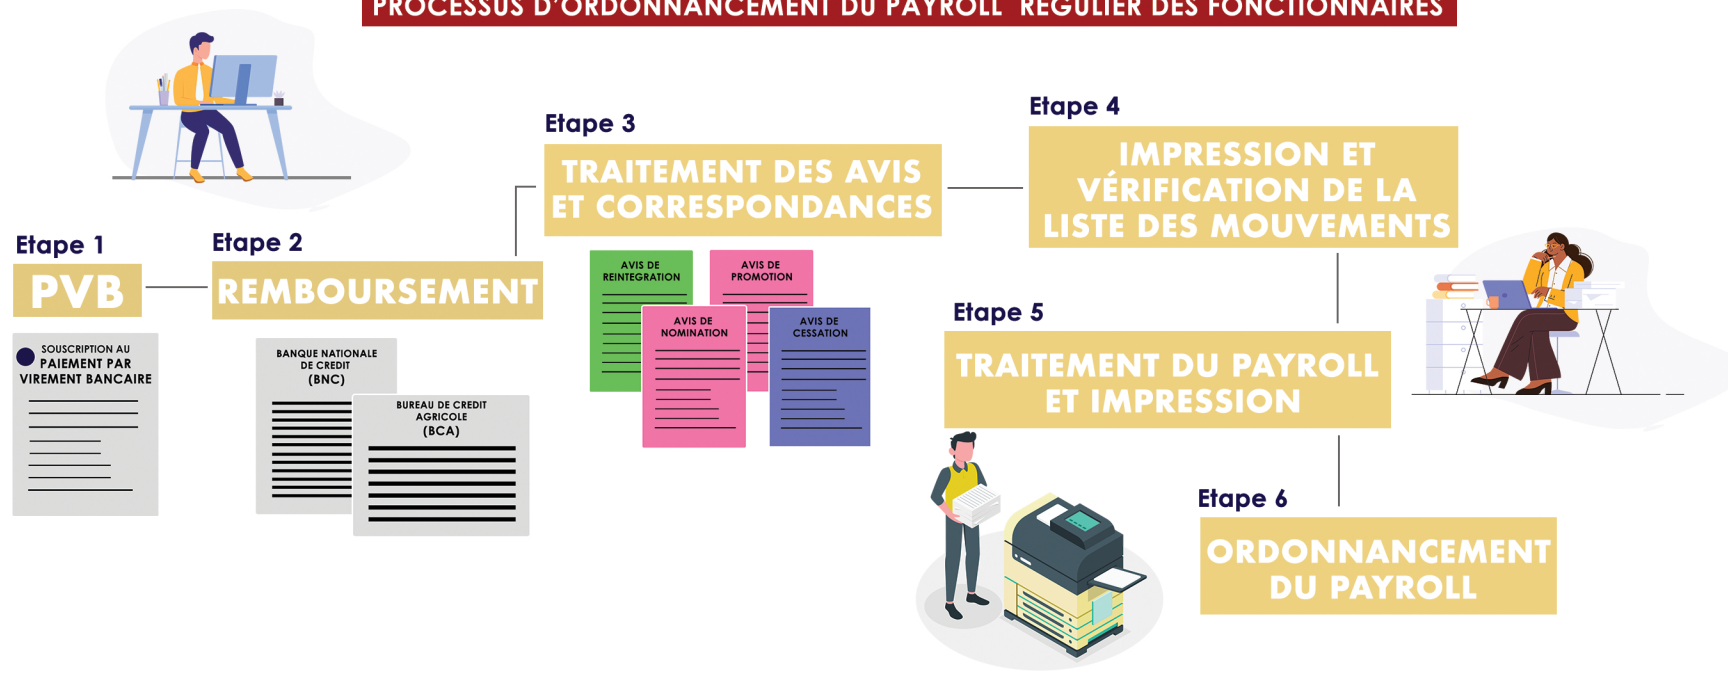 PROCESSUS D'ORDONNANCEMENT DU PAYROLL REGULIER DES FONCTIONNAIRES
Etape 1
PVB
SOUSCRIPTION AU
PAIEMENT PAR
VIREMENT BANCAIRE
Etape 2
REMBOURSEMENT
BANQUE NATIONALE
DE CREDIT
(BNC)
BUREAU DE CREDIT
AGRICOLE
(BCA)
Etape 3
TRAITEMENT DES AVIS
ET CORRESPONDANCES
AVIS DE
REINTEGRATION
AVIS DE
PROMOTION
AVIS DE
NOMINATION
AVIS DE
CESSATION
Etape 4
IMPRESSION ET
VÉRIFICATION DE LA
LISTE DES MOUVEMENTS
Etape 5
TRAITEMENT DU PAYROLL
ET IMPRESSION
Etape 6
ORDONNANCEMENT
DU PAYROLL